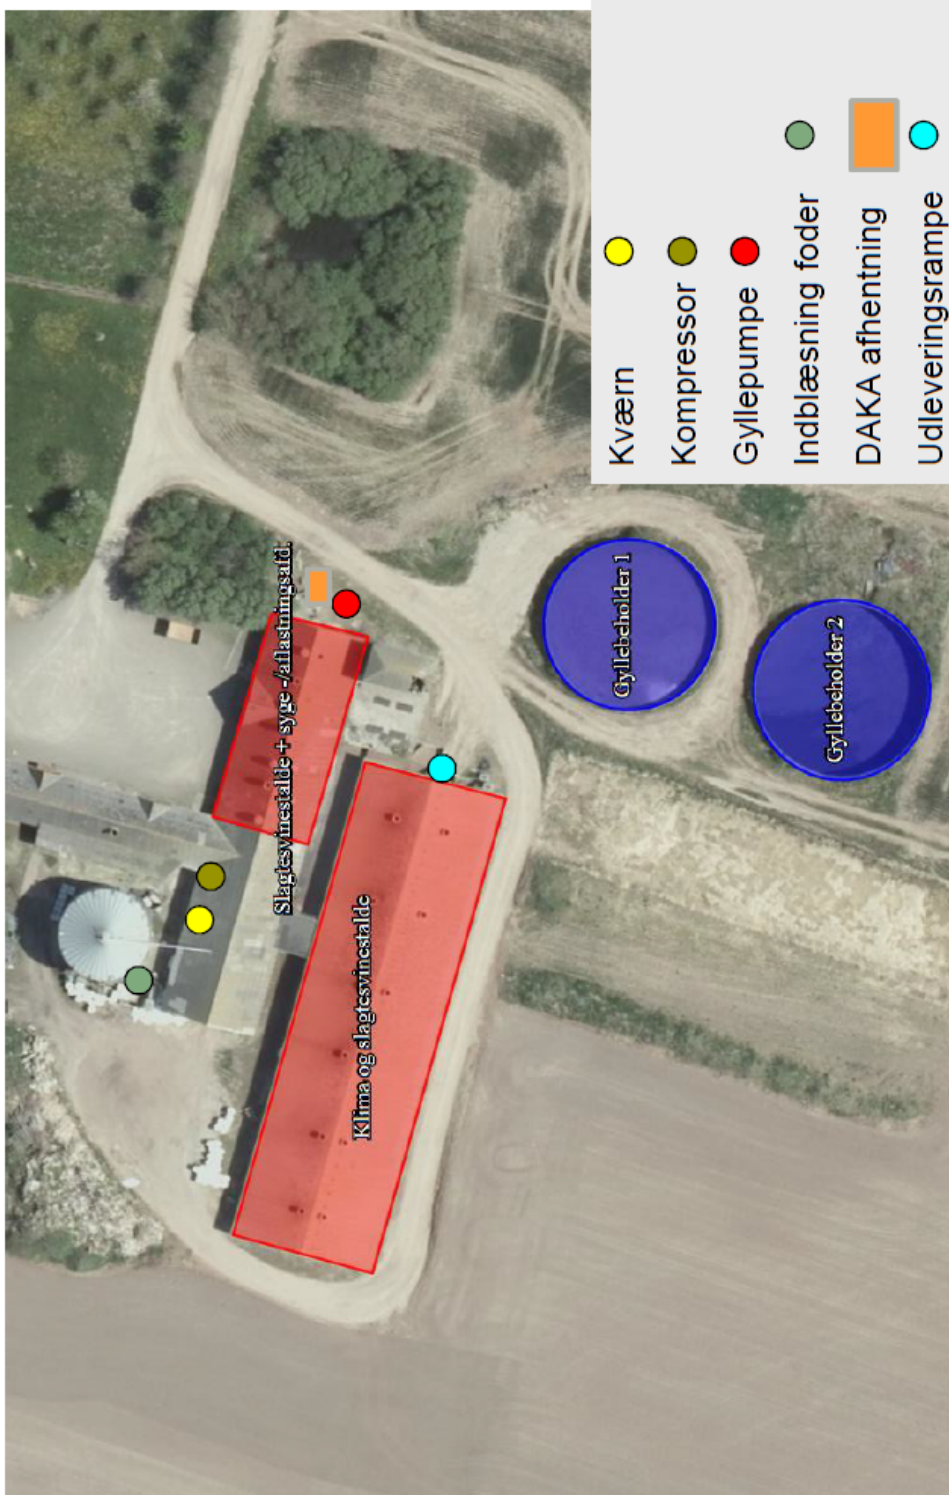 Slagtesvinestalde + syge -/aflastningsafd.
Klima og slagtesvinestalde
Gyllebeholder 1
Gyllebeholder 2
Kværn
Kompressor
Gyllepumpe
Indblæsning foder
DAKA afhentning
Udleveringsrampe